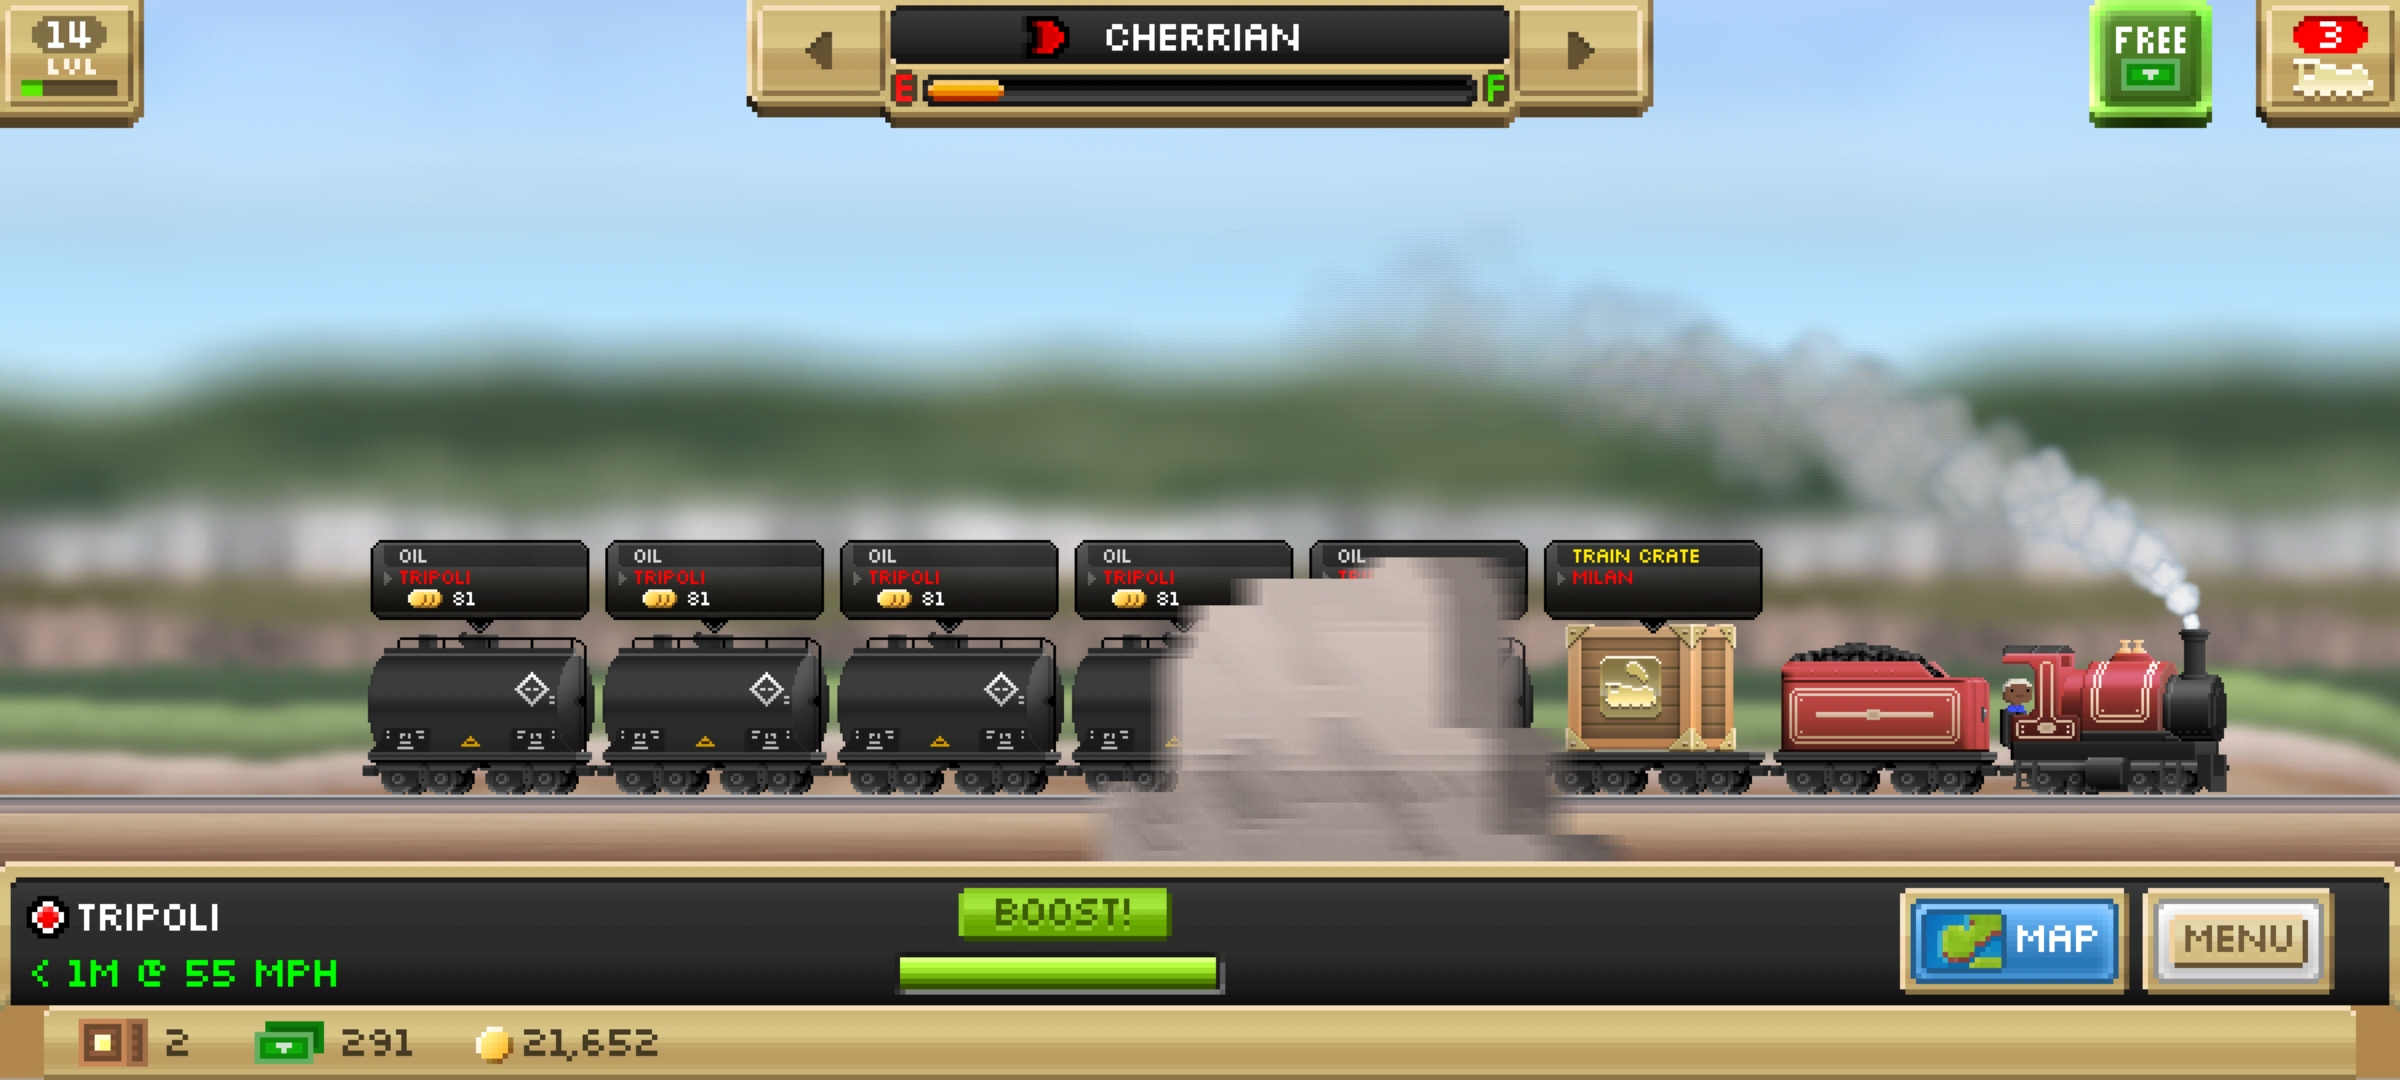 14
LVL
CHERRIAN
E F
FREE
3
OIL
TRIPOLI
81
OIL
TRIPOLI
81
OIL
TRIPOLI
81
OIL
TRIPOLI
81
OIL
TRAIN CRATE
MILAN
TRIPOLI
< 1M @ 55 MPH
BOOST!
MAP
MENU
2
291
21,652